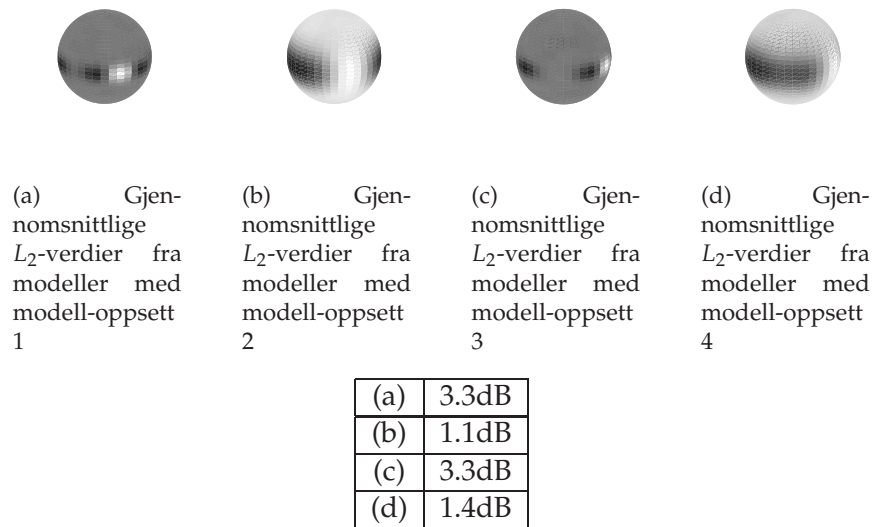 (a) Gjen-
nomsnittlige
L₂-verdier fra
modeller med
modell-oppsett
1
(b) Gjen-
nomsnittlige
L₂-verdier fra
modeller med
modell-oppsett
2
(c) Gjen-
nomsnittlige
L₂-verdier fra
modeller med
modell-oppsett
3
(d) Gjen-
nomsnittlige
L₂-verdier fra
modeller med
modell-oppsett
4
(a) 3.3dB
(b) 1.1dB
(c) 3.3dB
(d) 1.4dB